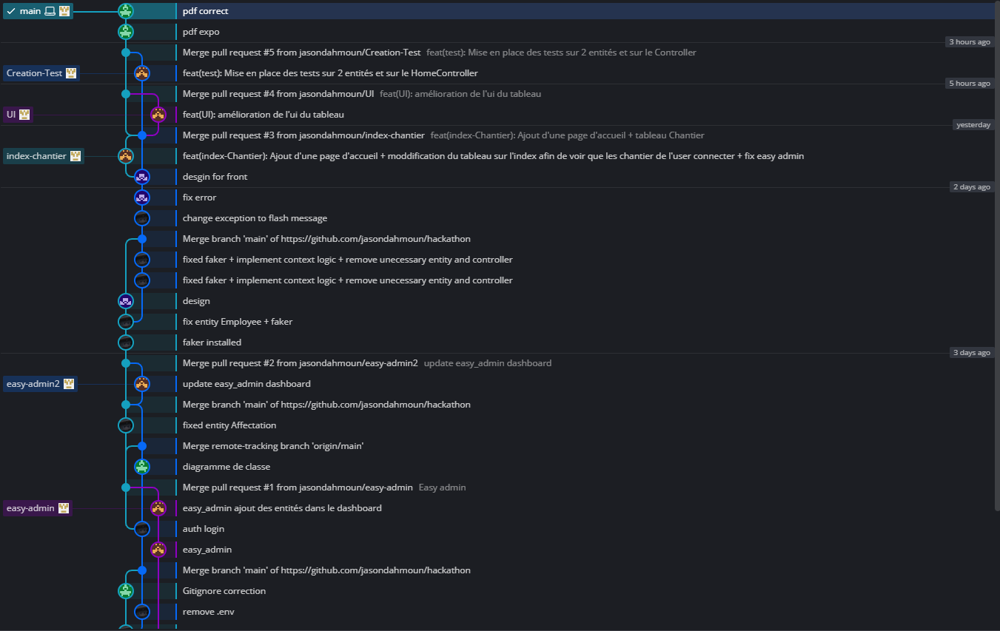 main pdf correct
pdf expo
3 hours ago
Merge pull request #5 from jasondahmoun/Creation-Test feat(test): Mise en place des tests sur 2 entités et sur le Controller
Creation-Test feat(test): Mise en place des tests sur 2 entités et sur le HomeController
5 hours ago
Merge pull request #4 from jasondahmoun/UI feat(UI): amélioration de l'ui du tableau
UI feat(UI): amélioration de l'ui du tableau
yesterday
Merge pull request #3 from jasondahmoun/index-chantier feat(index-Chantier): Ajout d'une page d'accueil + tableau Chantier
index-chantier feat(index-Chantier): Ajout d'une page d'accueil + moddification du tableau sur l'index afin de voir que les chantier de l'user connecter + fix easy admin
desgin for front
2 days ago
fix error
change exception to flash message
Merge branch 'main' of https://github.com/jasondahmoun/hackathon
fixed faker + implement context logic + remove unecessary entity and controller
fixed faker + implement context logic + remove unecessary entity and controller
design
fix entity Employee + faker
faker installed
3 days ago
Merge pull request #2 from jasondahmoun/easy-admin2 update easy_admin dashboard
easy-admin2 update easy_admin dashboard
Merge branch 'main' of https://github.com/jasondahmoun/hackathon
fixed entity Affectation
Merge remote-tracking branch 'origin/main'
diagramme de classe
Merge pull request #1 from jasondahmoun/easy-admin Easy admin
easy-admin easy_admin ajout des entités dans le dashboard
auth login
easy_admin
Merge branch 'main' of https://github.com/jasondahmoun/hackathon
Gitignore correction
remove .env